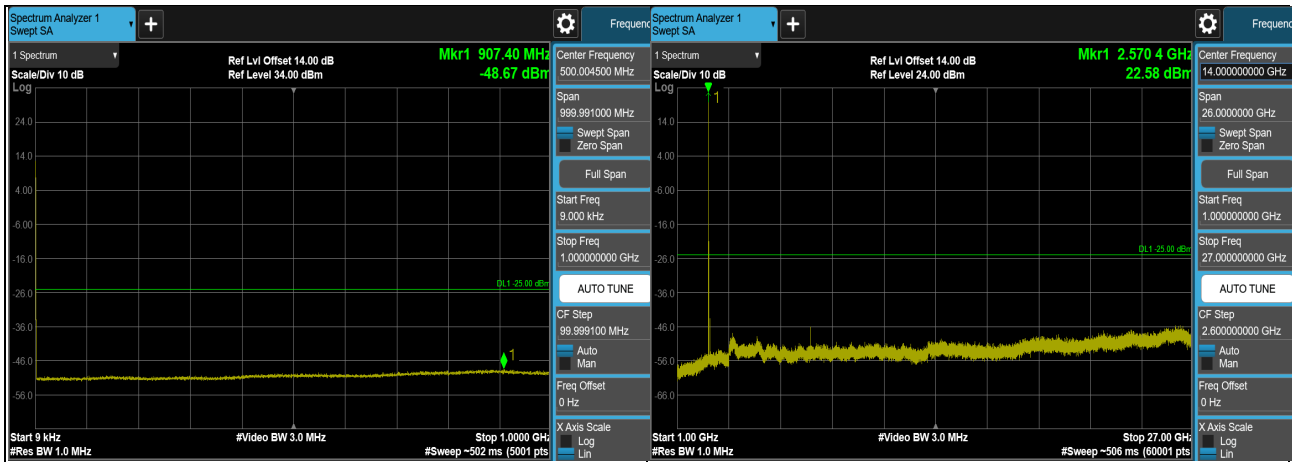 Spectrum Analyzer 1
Swept SA
+
Frequenc
1 Spectrum
Scale/Div 10 dB
Log
Ref Lvl Offset 14.00 dB
Ref Level 34.00 dBm
Mkr1 907.40 MHz
-48.67 dBm
24.0
14.0
4.00
-6.00
-16.0
-26.0
-36.0
-46.0
-56.0
DL1 -25.00 dBm
1
Start 9 kHz
#Res BW 1.0 MHz
#Video BW 3.0 MHz
Stop 1.0000 GHz
#Sweep ~502 ms (5001 pts
Center Frequency
500.004500 MHz
Span
999.991000 MHz
Swept Span
Zero Span
Full Span
Start Freq
9.000 kHz
Stop Freq
1.000000000 GHz
AUTO TUNE
CF Step
99.999100 MHz
Auto
Man
Freq Offset
0 Hz
X Axis Scale
Log
Lin
Spectrum Analyzer 1
Swept SA
+
Frequenc
1 Spectrum
Scale/Div 10 dB
Log
Ref Lvl Offset 14.00 dB
Ref Level 24.00 dBm
Mkr1 2.570 4 GHz
22.58 dBm
1
14.0
4.00
-6.00
-16.0
-26.0
-36.0
-46.0
-56.0
-66.0
DL1 -25.00 dBm
Start 1.00 GHz
#Res BW 1.0 MHz
#Video BW 3.0 MHz
Stop 27.00 GHz
#Sweep ~506 ms (60001 pts
Center Frequency
14.00000000 GHz
Span
26.0000000 GHz
Swept Span
Zero Span
Full Span
Start Freq
1.000000000 GHz
Stop Freq
27.000000000 GHz
AUTO TUNE
CF Step
2.600000000 GHz
Auto
Man
Freq Offset
0 Hz
X Axis Scale
Log
Lin